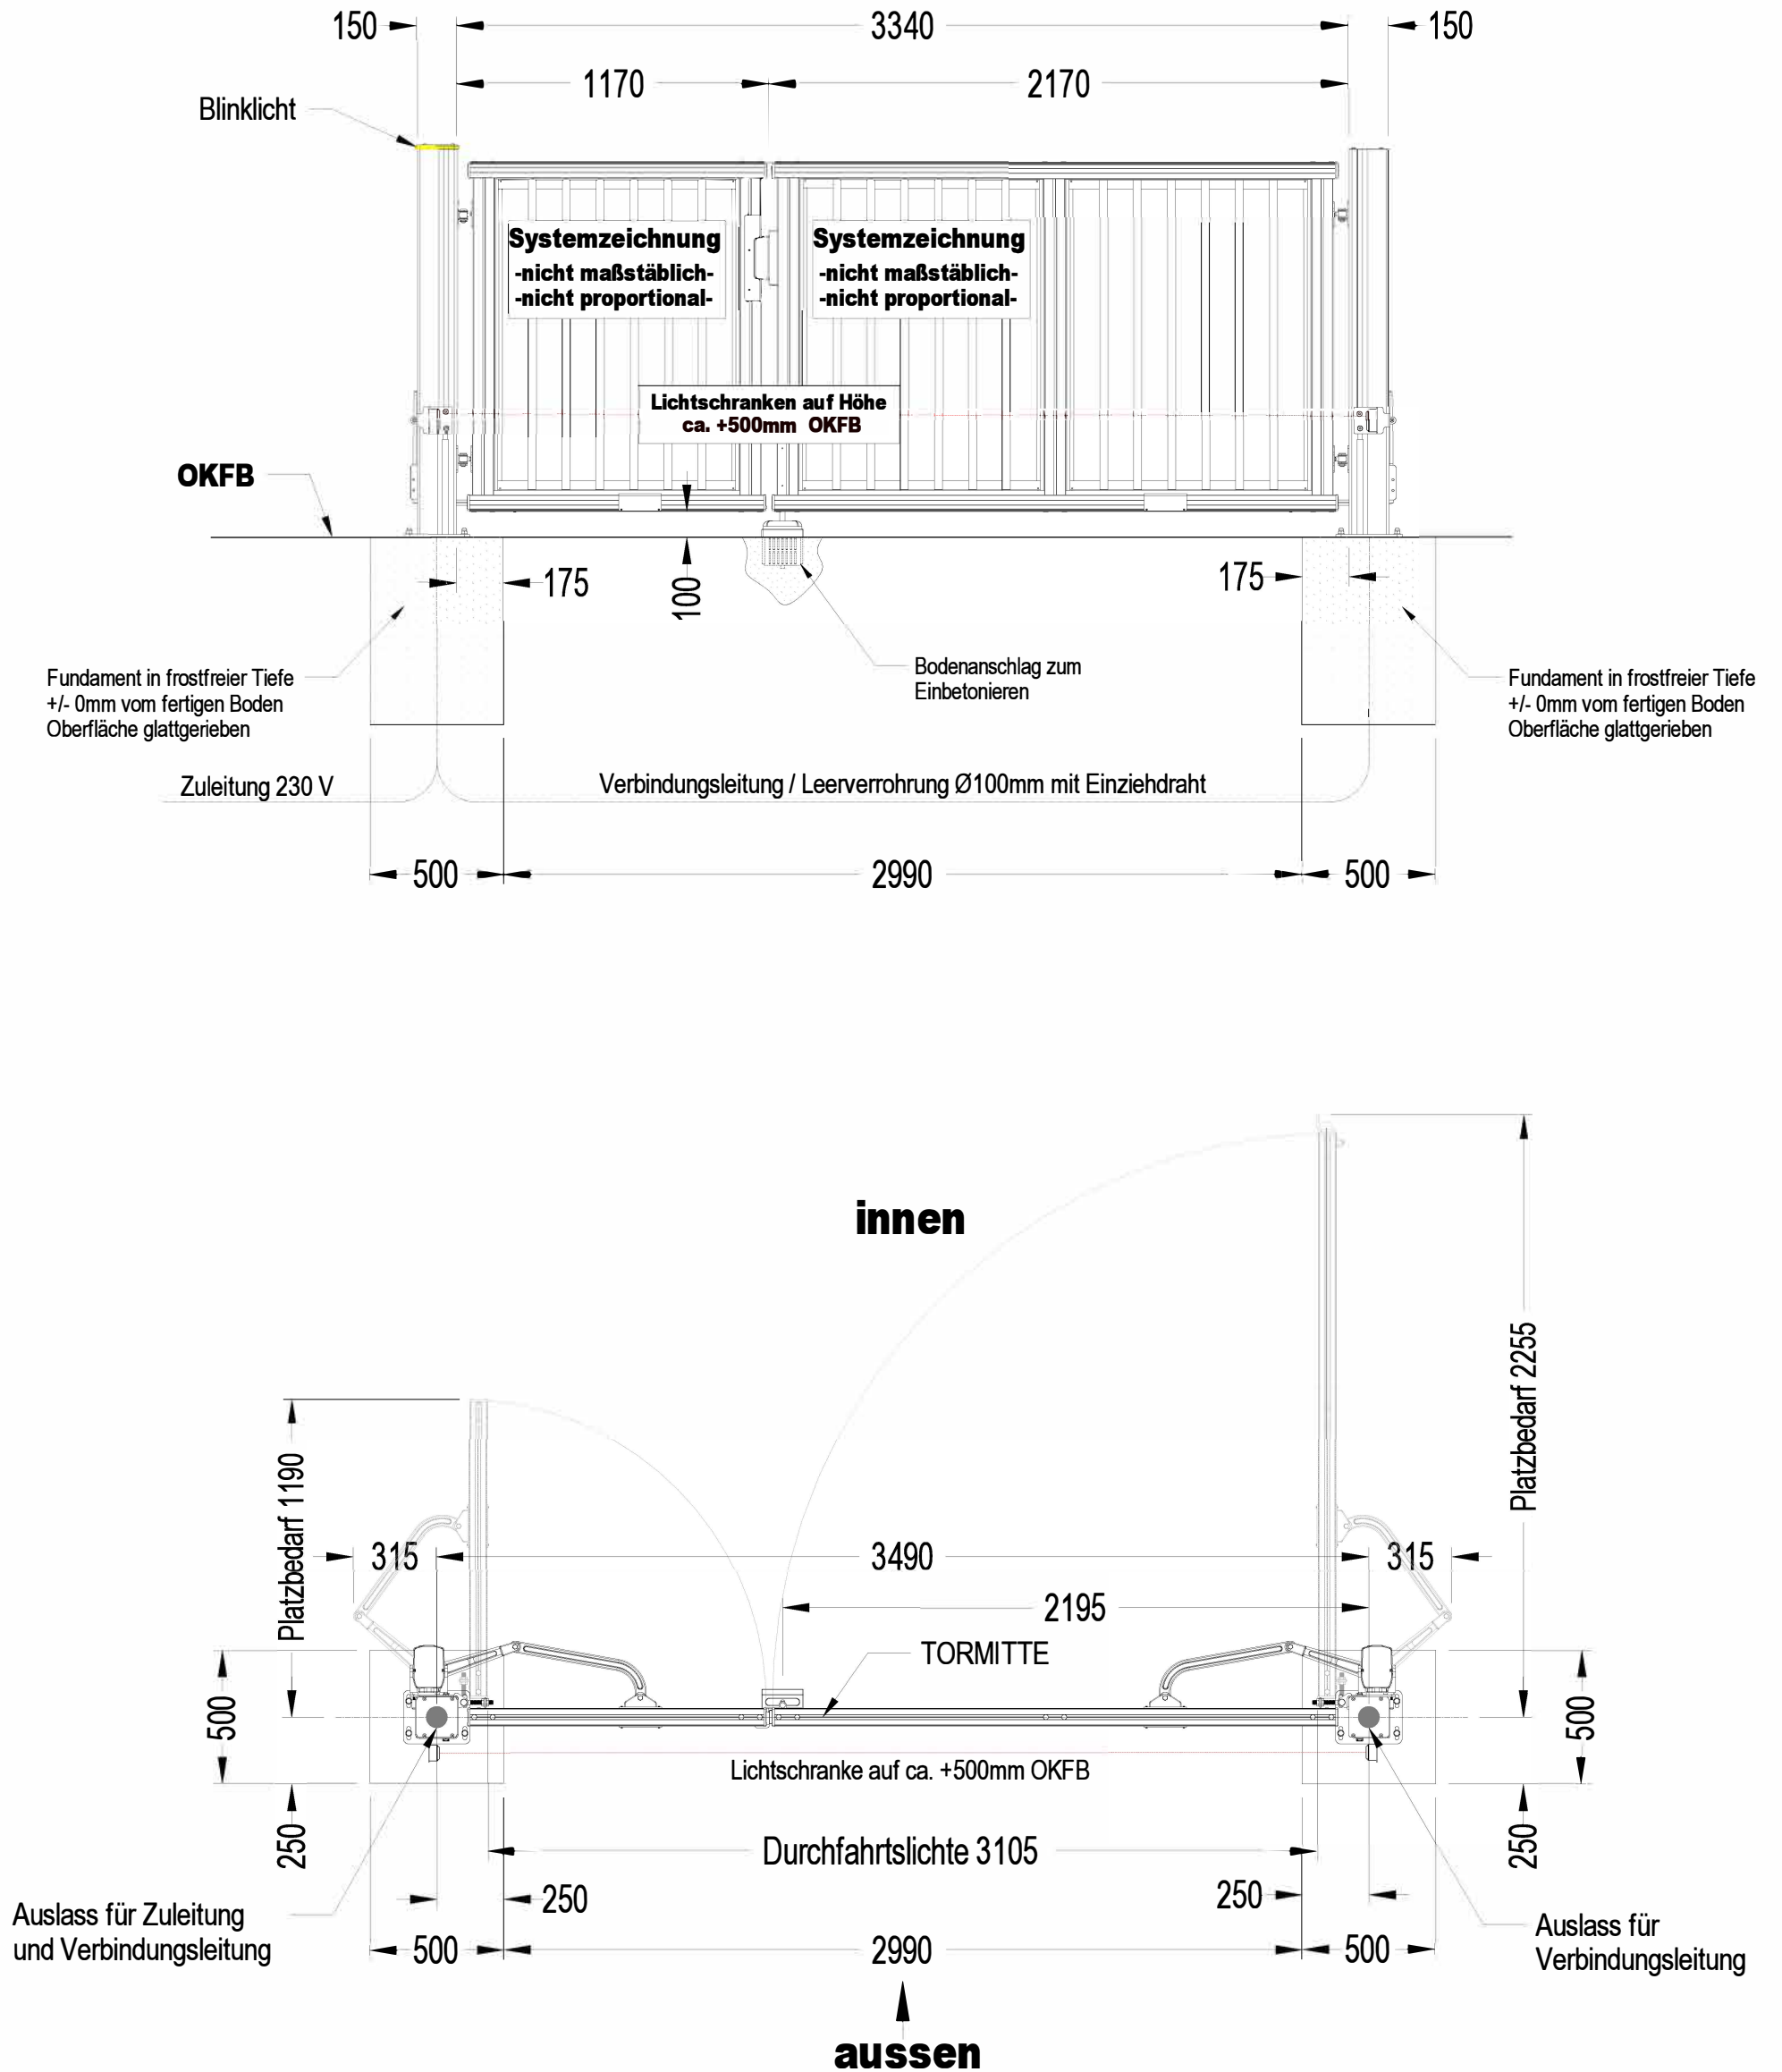 150
3340
150
1170
2170
Blinklicht
Systemzeichnung
-nicht maßstäblich-
-nicht proportional-
Systemzeichnung
-nicht maßstäblich-
-nicht proportional-
Lichtschranken auf Höhe
ca. +500mm OKFB
OKFB
175
100
175
Fundament in frostfreier Tiefe
+/- 0mm vom fertigen Boden
Oberfläche glattgerieben
Bodenanschlag zum
Einbetonieren
Fundament in frostfreier Tiefe
+/- 0mm vom fertigen Boden
Oberfläche glattgerieben
Zuleitung 230 V
Verbindungsleitung / Leerverrohrung Ø100mm mit Einziehdraht
500
2990
500
innen
Platzbedarf 2255
Platzbedarf 1190
315
3490
315
2195
TORMITTE
500
500
Lichtschranke auf ca. +500mm OKFB
250
Durchfahrtslichte 3105
250
250
250
Auslass für Zuleitung
und Verbindungsleitung
500
2990
500
Auslass für
Verbindungsleitung
aussen